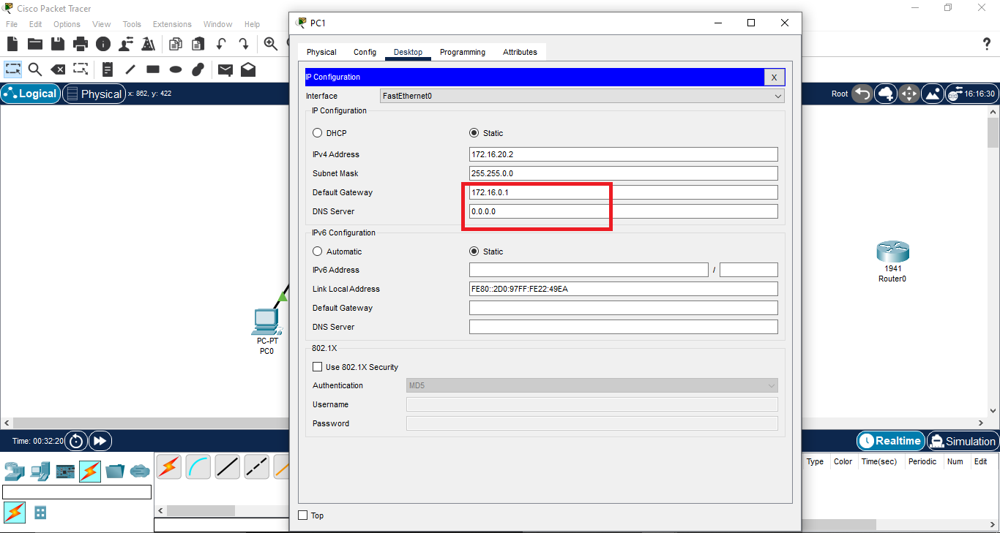 Cisco Packet Tracer
File Edit Options View Tools Extensions Window Help
Logical Physical x: 862, y: 422
Root 16:16:30
PC1
Physical Config Desktop Programming Attributes
IP Configuration X
Interface FastEthernet0
IP Configuration
DHCP Static
IPv4 Address 172.16.20.2
Subnet Mask 255.255.0.0
Default Gateway 172.16.0.1
DNS Server 0.0.0.0
IPv6 Configuration
Automatic Static
IPv6 Address /
Link Local Address FE80::2D0:97FF:FE22:49EA
Default Gateway
DNS Server
802.1X
Use 802.1X Security
Authentication MD5
Username
Password
Top
PC-PT
PC0
1941
Router0
Time: 00:32:20
Realtime Simulation
Type Color Time(sec) Periodic Num Edit